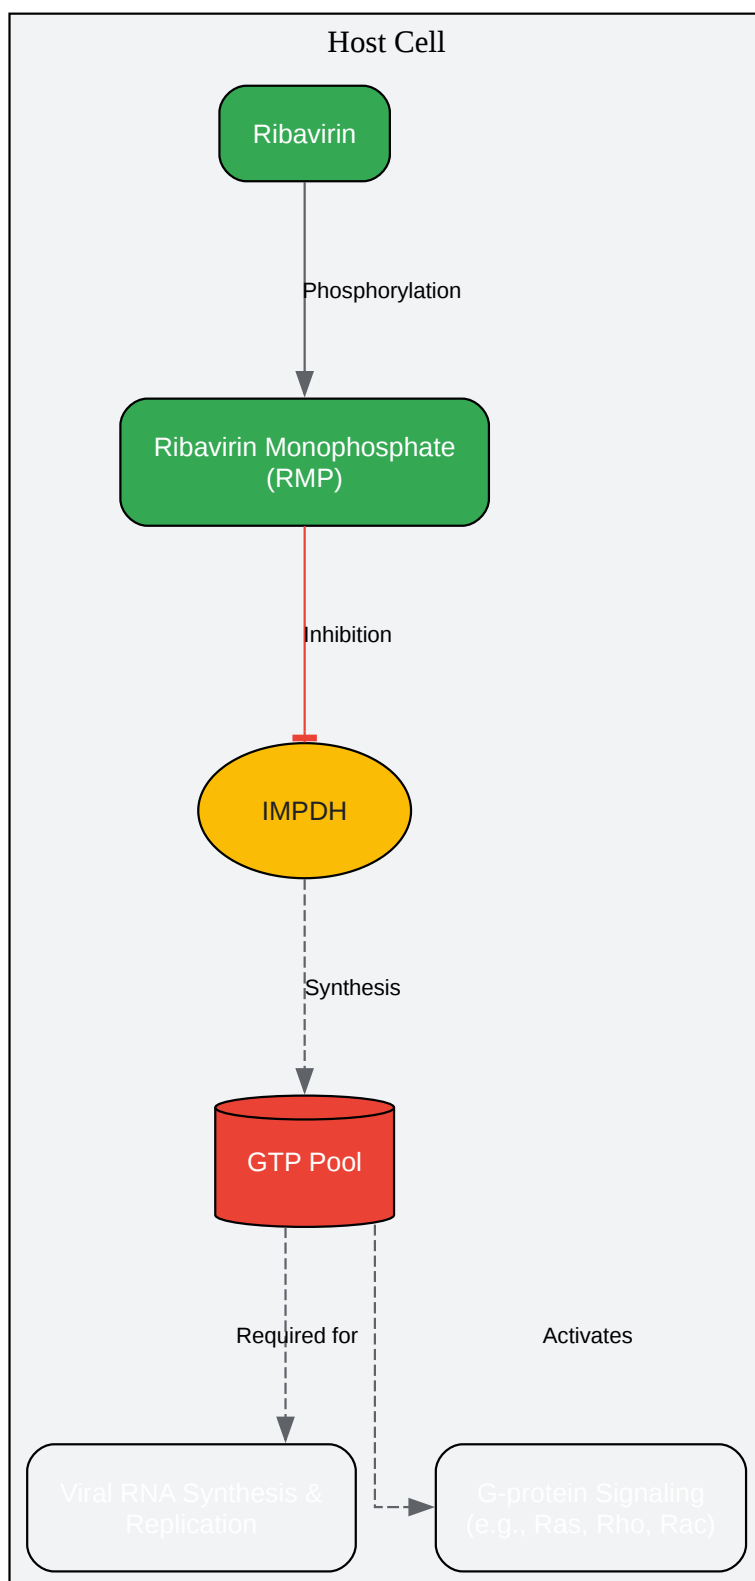 Host Cell
Ribavirin
Phosphorylation
Ribavirin Monophosphate
(RMP)
Inhibition
IMPDH
Synthesis
GTP Pool
Required for
Activates
Viral RNA Synthesis &
Replication
G-protein Signaling
(e.g., Ras, Rho, Rac)